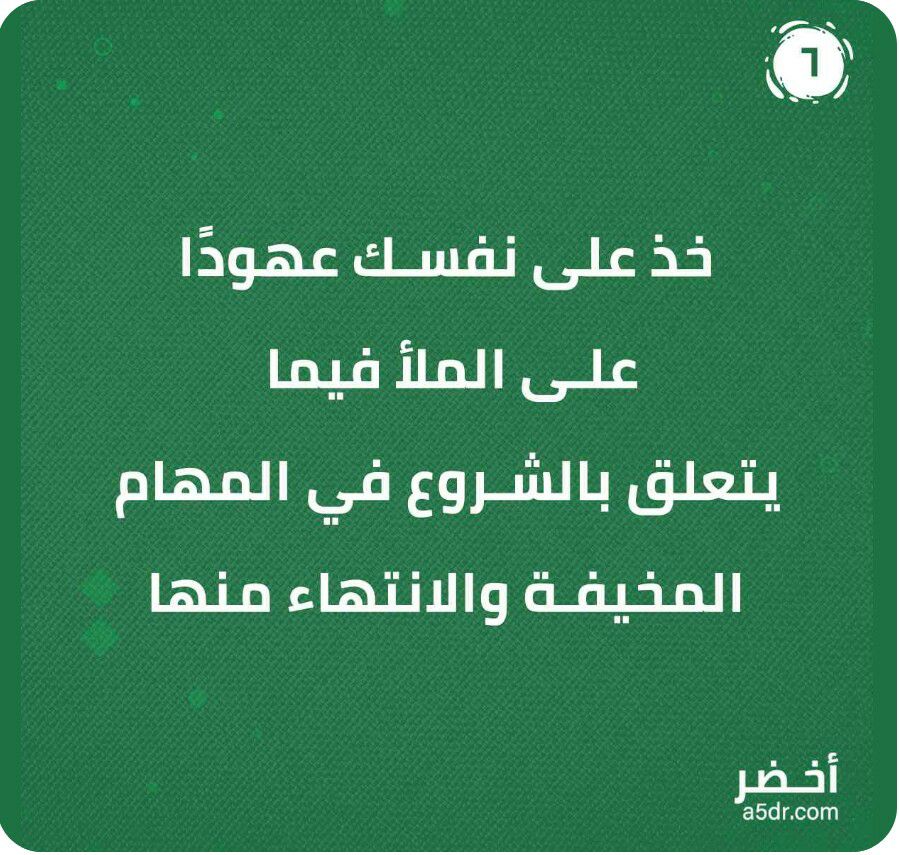 ٦
خذ على نفسك عهودًا
على الملأ فيما
يتعلق بالشروع في المهام
المخيفة والانتهاء منها
أخضر
a5dr.com